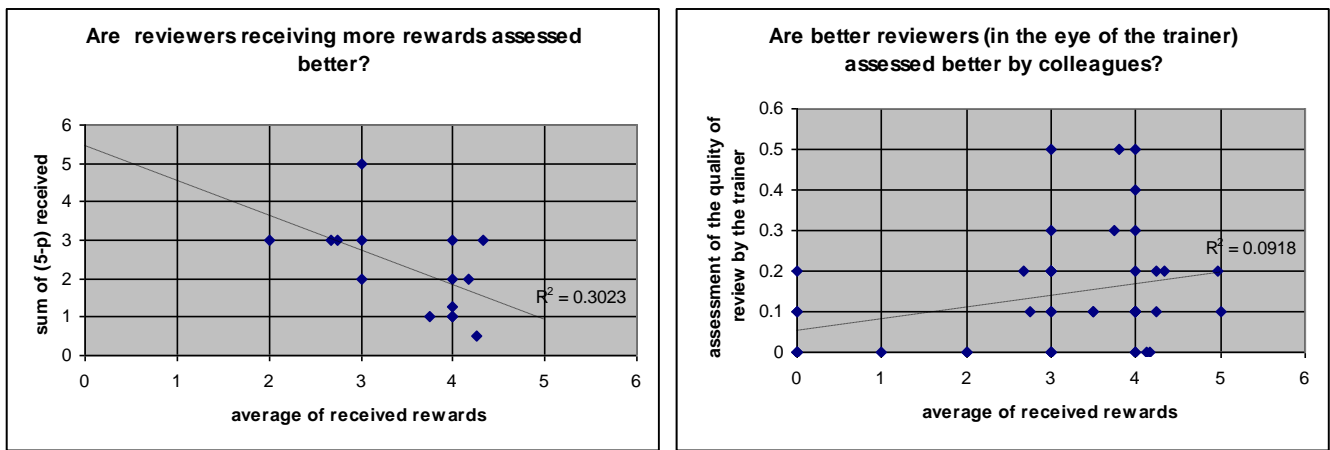 Are reviewers receiving more rewards assessed
better?
sum of (5-p) received
6
5
4
3
2
1
0
R² = 0.3023
0 1 2 3 4 5 6
average of received rewards
Are better reviewers (in the eye of the trainer)
assessed better by colleagues?
assessment of the quality of
review by the trainer
0.6
0.5
0.4
0.3
0.2
0.1
0
R² = 0.0918
0 1 2 3 4 5 6
average of received rewards